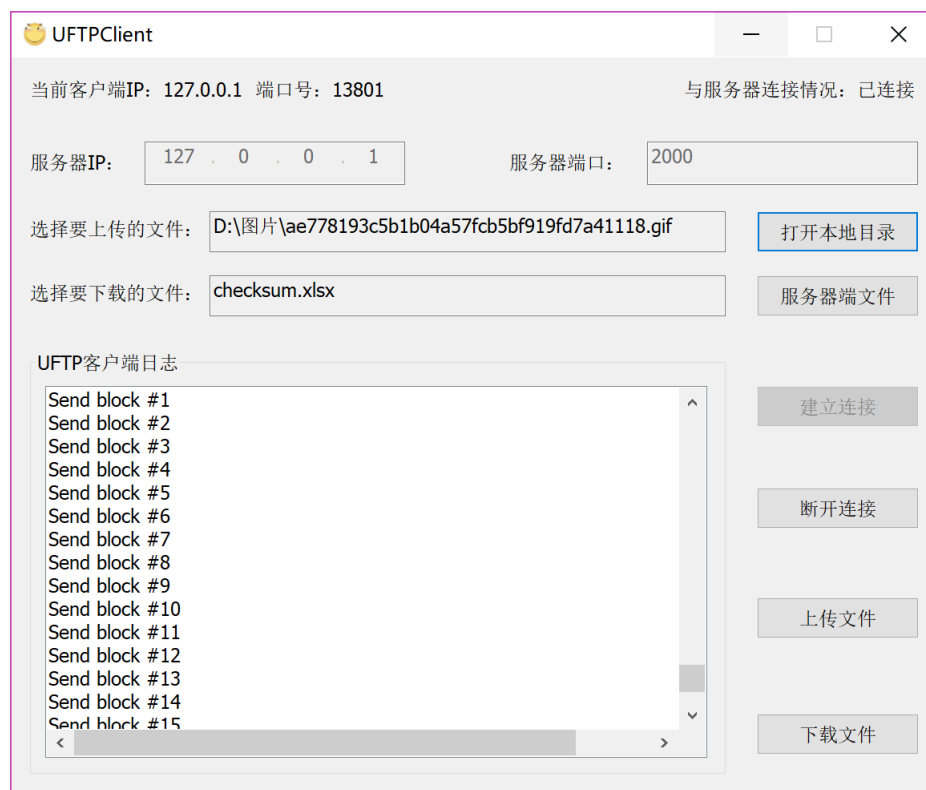 UFTPClient
当前客户端IP：127.0.0.1 端口号：13801 与服务器连接情况：已连接
服务器IP： 127 . 0 . 0 . 1 服务器端口： 2000
选择要上传的文件： D:\图片\ae778193c5b1b04a57fcb5bf919fd7a41118.gif 打开本地目录
选择要下载的文件： checksum.xlsx 服务器端文件
UFTP客户端日志
Send block #1
Send block #2
Send block #3
Send block #4
Send block #5
Send block #6
Send block #7
Send block #8
Send block #9
Send block #10
Send block #11
Send block #12
Send block #13
Send block #14
Send block #15
建立连接
断开连接
上传文件
下载文件